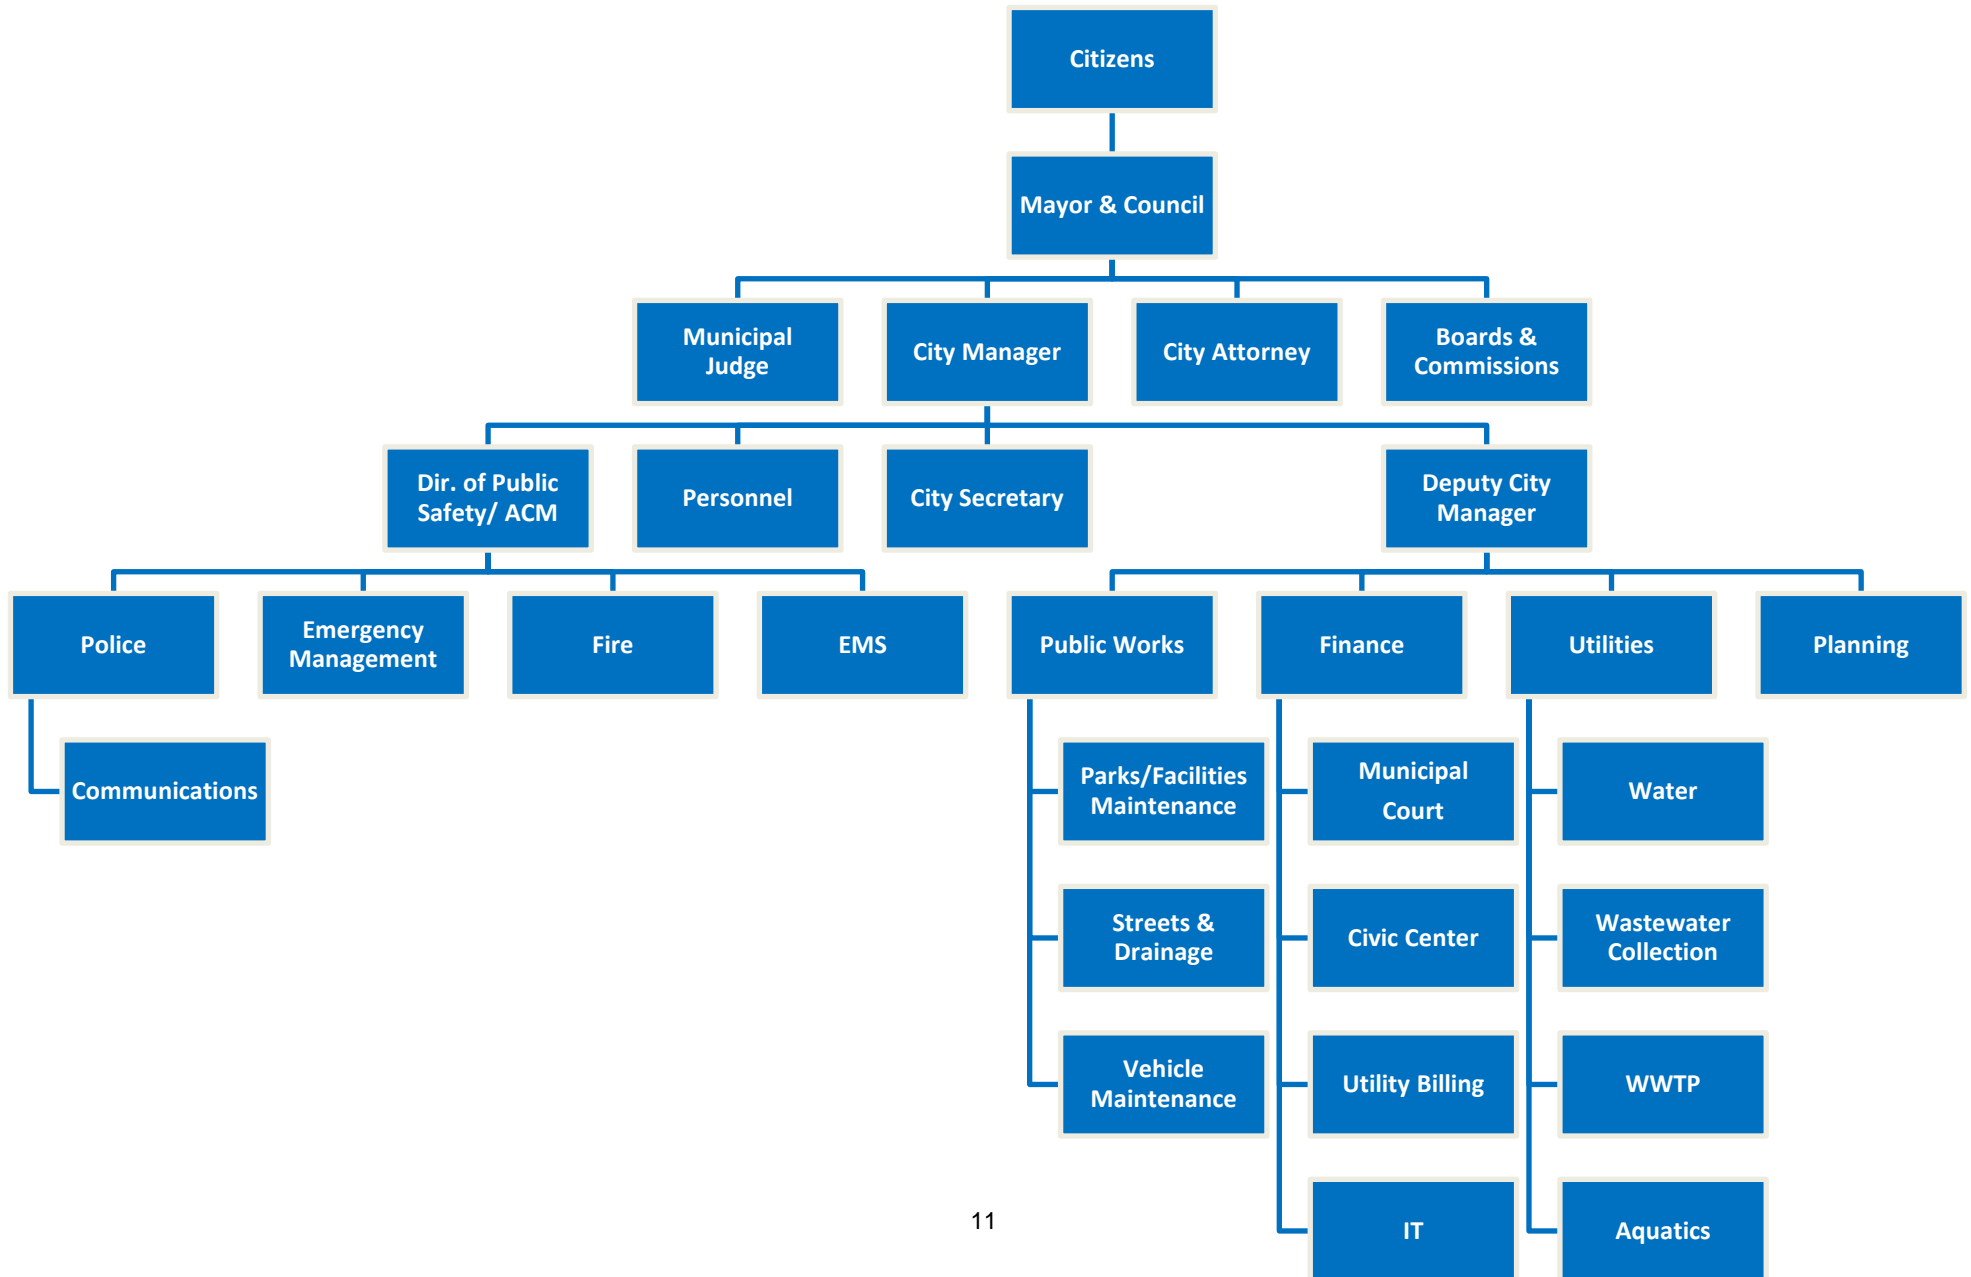 Citizens
Mayor & Council
Municipal
Judge
City Manager
City Attorney
Boards &
Commissions
Dir. of Public
Safety/ ACM
Personnel
City Secretary
Deputy City
Manager
Police
Emergency
Management
Fire
EMS
Public Works
Finance
Utilities
Planning
Communications
Parks/Facilities
Maintenance
Municipal
Court
Water
Streets &
Drainage
Civic Center
Wastewater
Collection
Vehicle
Maintenance
Utility Billing
WWTP
IT
Aquatics
11